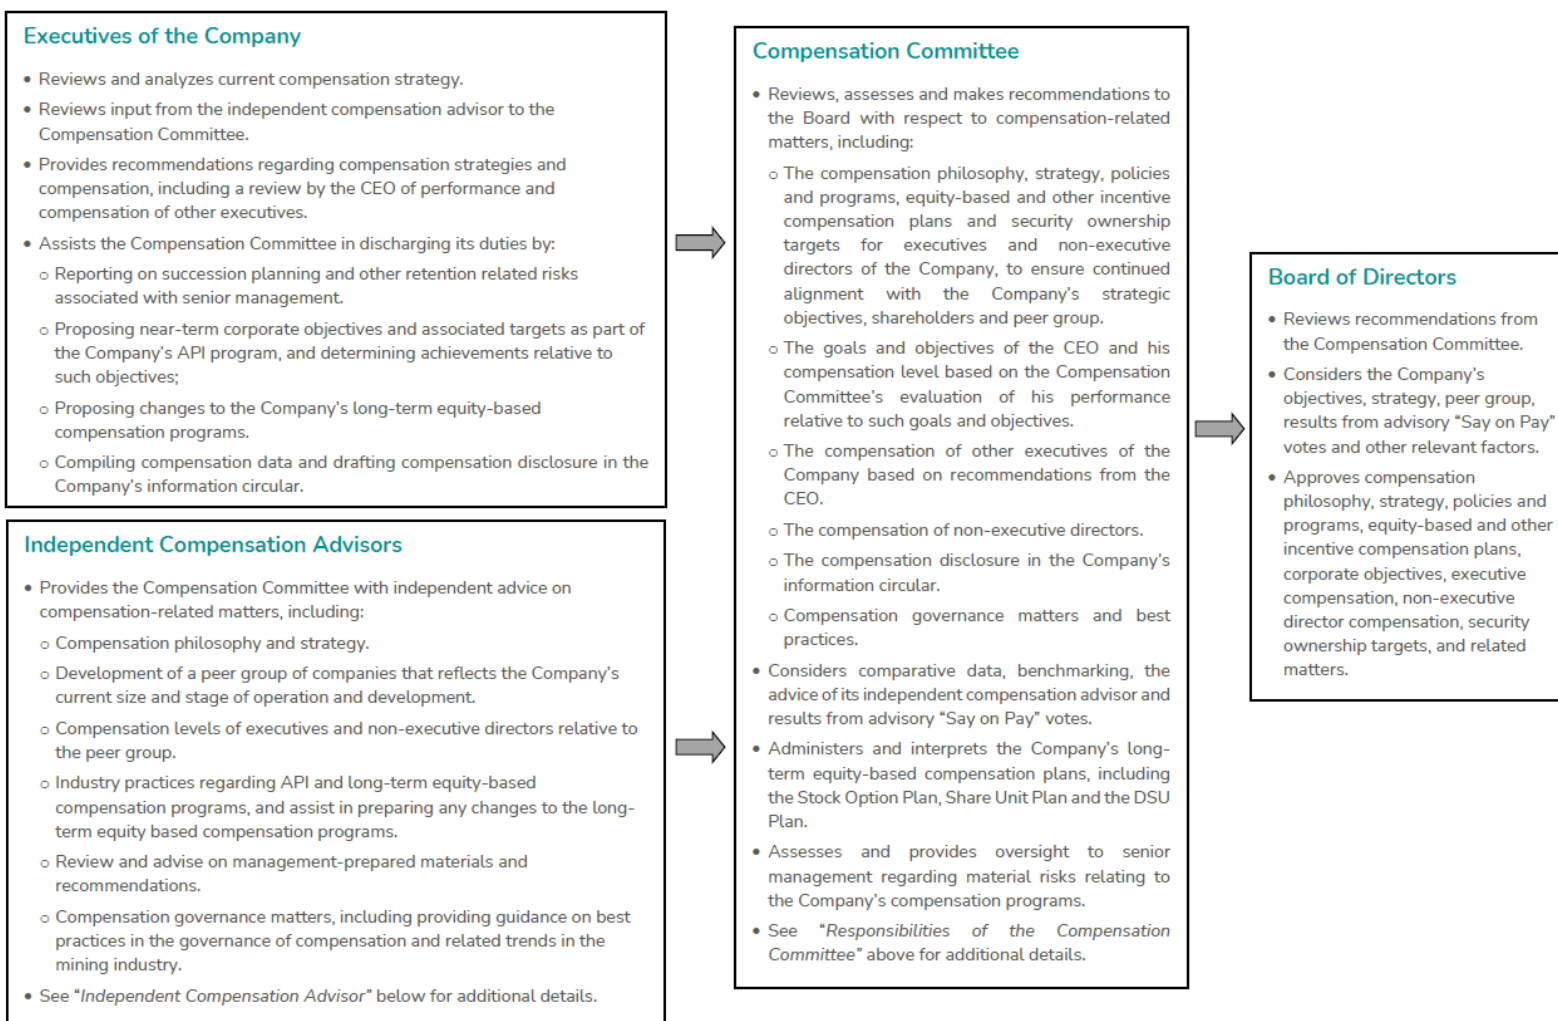 Executives of the Company
• Reviews and analyzes current compensation strategy.
• Reviews input from the independent compensation advisor to the
Compensation Committee.
• Provides recommendations regarding compensation strategies and
compensation, including a review by the CEO of performance and
compensation of other executives.
• Assists the Compensation Committee in discharging its duties by:
o Reporting on succession planning and other retention related risks
associated with senior management.
o Proposing near-term corporate objectives and associated targets as part of
the Company's API program, and determining achievements relative to
such objectives;
o Proposing changes to the Company's long-term equity-based
compensation programs.
o Compiling compensation data and drafting compensation disclosure in the
Company's information circular.
Independent Compensation Advisors
• Provides the Compensation Committee with independent advice on
compensation-related matters, including:
o Compensation philosophy and strategy.
o Development of a peer group of companies that reflects the Company's
current size and stage of operation and development.
o Compensation levels of executives and non-executive directors relative to
the peer group.
o Industry practices regarding API and long-term equity-based
compensation programs, and assist in preparing any changes to the long-
term equity based compensation programs.
o Review and advise on management-prepared materials and
recommendations.
o Compensation governance matters, including providing guidance on best
practices in the governance of compensation and related trends in the
mining industry.
• See "Independent Compensation Advisor" below for additional details.
Compensation Committee
• Reviews, assesses and makes recommendations to
the Board with respect to compensation-related
matters, including:
o The compensation philosophy, strategy, policies
and programs, equity-based and other incentive
compensation plans and security ownership
targets for executives and non-executive
directors of the Company, to ensure continued
alignment with the Company's strategic
objectives, shareholders and peer group.
o The goals and objectives of the CEO and his
compensation level based on the Compensation
Committee's evaluation of his performance
relative to such goals and objectives.
o The compensation of other executives of the
Company based on recommendations from the
CEO.
o The compensation of non-executive directors.
o The compensation disclosure in the Company's
information circular.
o Compensation governance matters and best
practices.
• Considers comparative data, benchmarking, the
advice of its independent compensation advisor and
results from advisory "Say on Pay" votes.
• Administers and interprets the Company's long-
term equity-based compensation plans, including
the Stock Option Plan, Share Unit Plan and the DSU
Plan.
• Assesses and provides oversight to senior
management regarding material risks relating to
the Company's compensation programs.
• See "Responsibilities of the Compensation
Committee" above for additional details.
Board of Directors
• Reviews recommendations from
the Compensation Committee.
• Considers the Company's
objectives, strategy, peer group,
results from advisory "Say on Pay"
votes and other relevant factors.
• Approves compensation
philosophy, strategy, policies and
programs, equity-based and other
incentive compensation plans,
corporate objectives, executive
compensation, non-executive
director compensation, security
ownership targets, and related
matters.